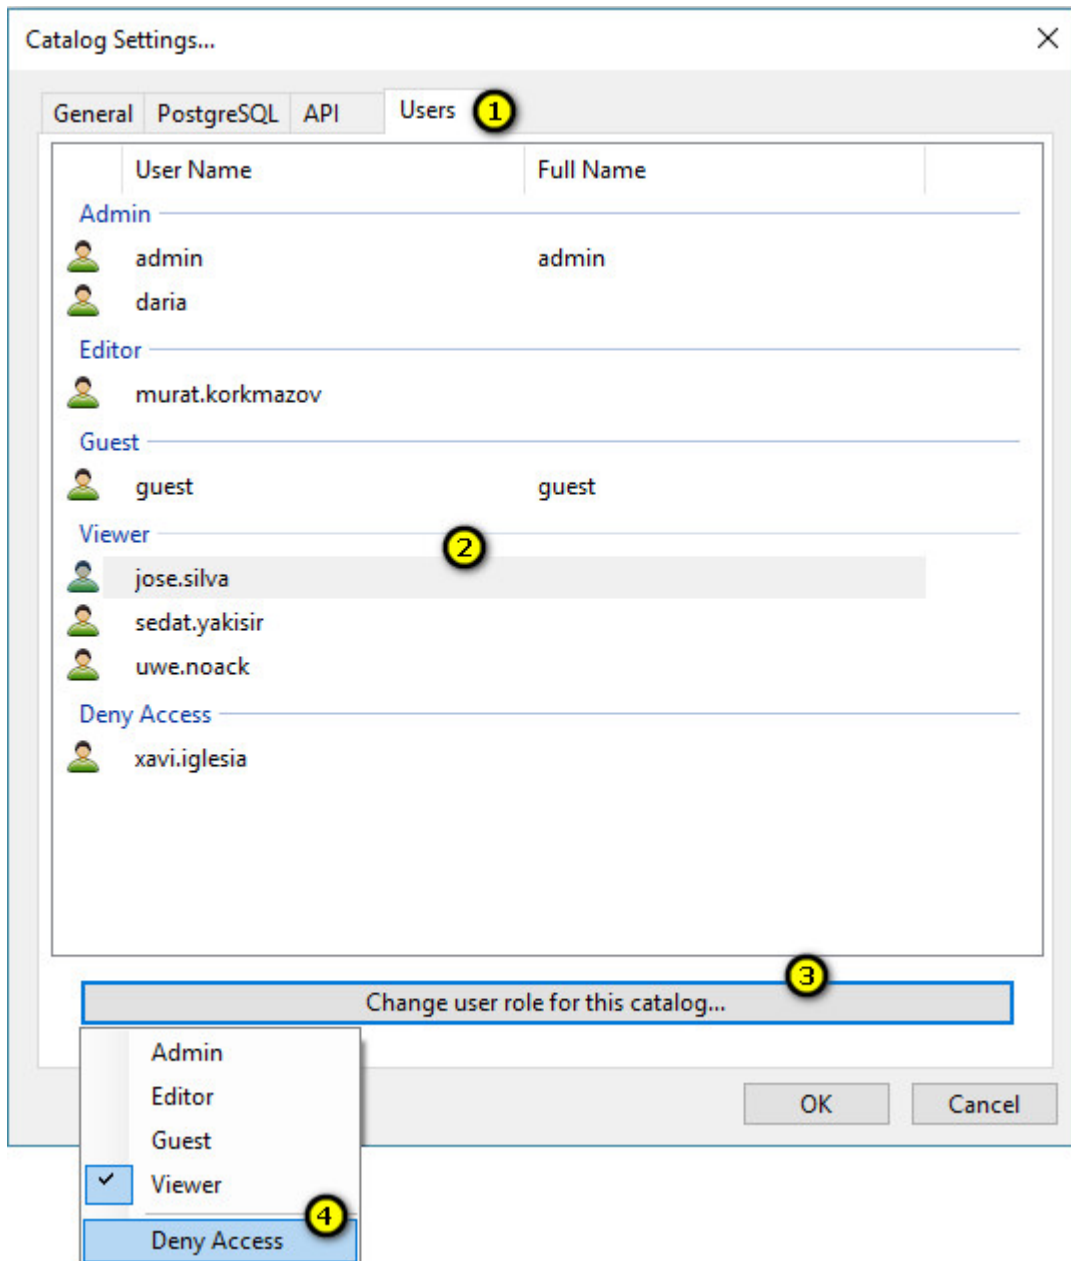 Catalog Settings...
General PostgreSQL API Users 1
User Name Full Name
Admin
admin admin
daria
Editor
murat.korkmazov
Guest
guest guest
Viewer
2
jose.silva
sedat.yakisir
uwe.noack
Deny Access
xavi.iglesia
3
Change user role for this catalog...
Admin
Editor
OK Cancel
Guest
Viewer
4
Deny Access